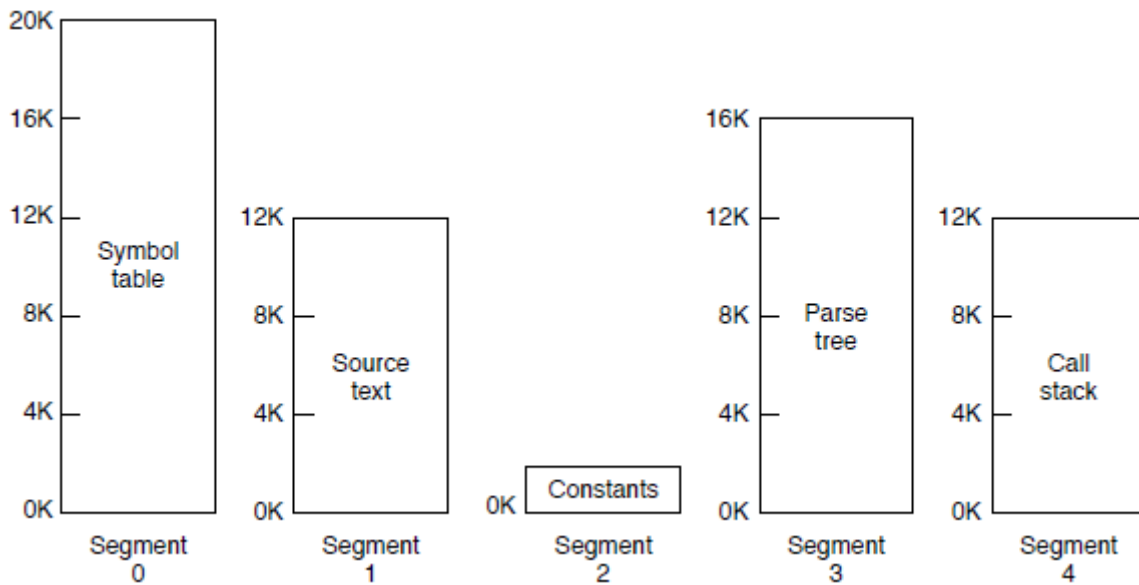 20K
16K
12K
8K
4K
0K
Symbol
table
Segment
0
12K
8K
4K
0K
Source
text
Segment
1
0K
Constants
Segment
2
16K
12K
8K
4K
0K
Parse
tree
Segment
3
12K
8K
4K
0K
Call
stack
Segment
4